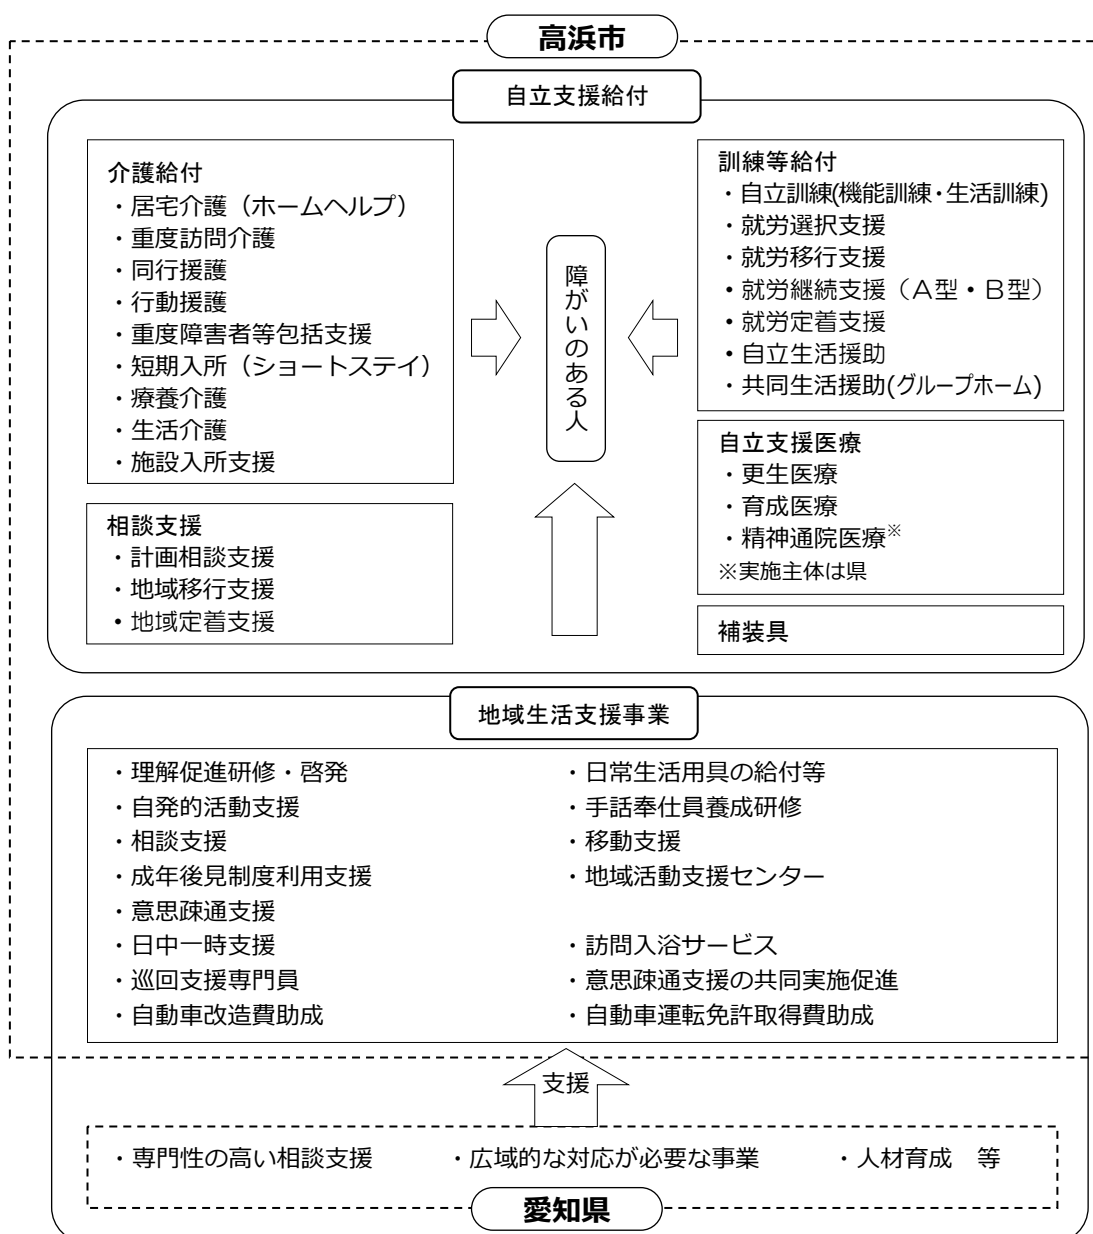 高浜市
自立支援給付
介護給付
・居宅介護（ホームヘルプ）
・重度訪問介護
・同行援護
・行動援護
・重度障害者等包括支援
・短期入所（ショートステイ）
・療養介護
・生活介護
・施設入所支援
相談支援
・計画相談支援
・地域移行支援
・地域定着支援
障がいのある人
訓練等給付
・自立訓練(機能訓練・生活訓練)
・就労選択支援
・就労移行支援
・就労継続支援（Ａ型・Ｂ型）
・就労定着支援
・自立生活援助
・共同生活援助(グループホーム)
自立支援医療
・更生医療
・育成医療
・精神通院医療※
※実施主体は県
補装具
地域生活支援事業
・理解促進研修・啓発
・自発的活動支援
・相談支援
・成年後見制度利用支援
・意思疎通支援
・日中一時支援
・巡回支援専門員
・自動車改造費助成
・日常生活用具の給付等
・手話奉仕員養成研修
・移動支援
・地域活動支援センター
・訪問入浴サービス
・意思疎通支援の共同実施促進
・自動車運転免許取得費助成
支援
・専門性の高い相談支援　・広域的な対応が必要な事業　・人材育成　等
愛知県